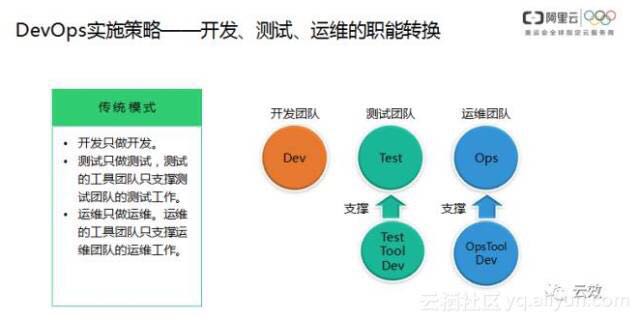 DevOps实施策略——开发、测试、运维的职能转换
阿里云
奥运会全球指定云服务商
传统模式
• 开发只做开发。
• 测试只做测试，测试
的工具团队只支撑测
试团队的测试工作。
• 运维只做运维。运维
的工具团队只支撑运
维团队的运维工作。
开发团队
测试团队
运维团队
Dev
Test
Ops
支撑
支撑
Test
Tool
Dev
OpsTool
Dev
云效
云栖社区 yq.aliyun.com